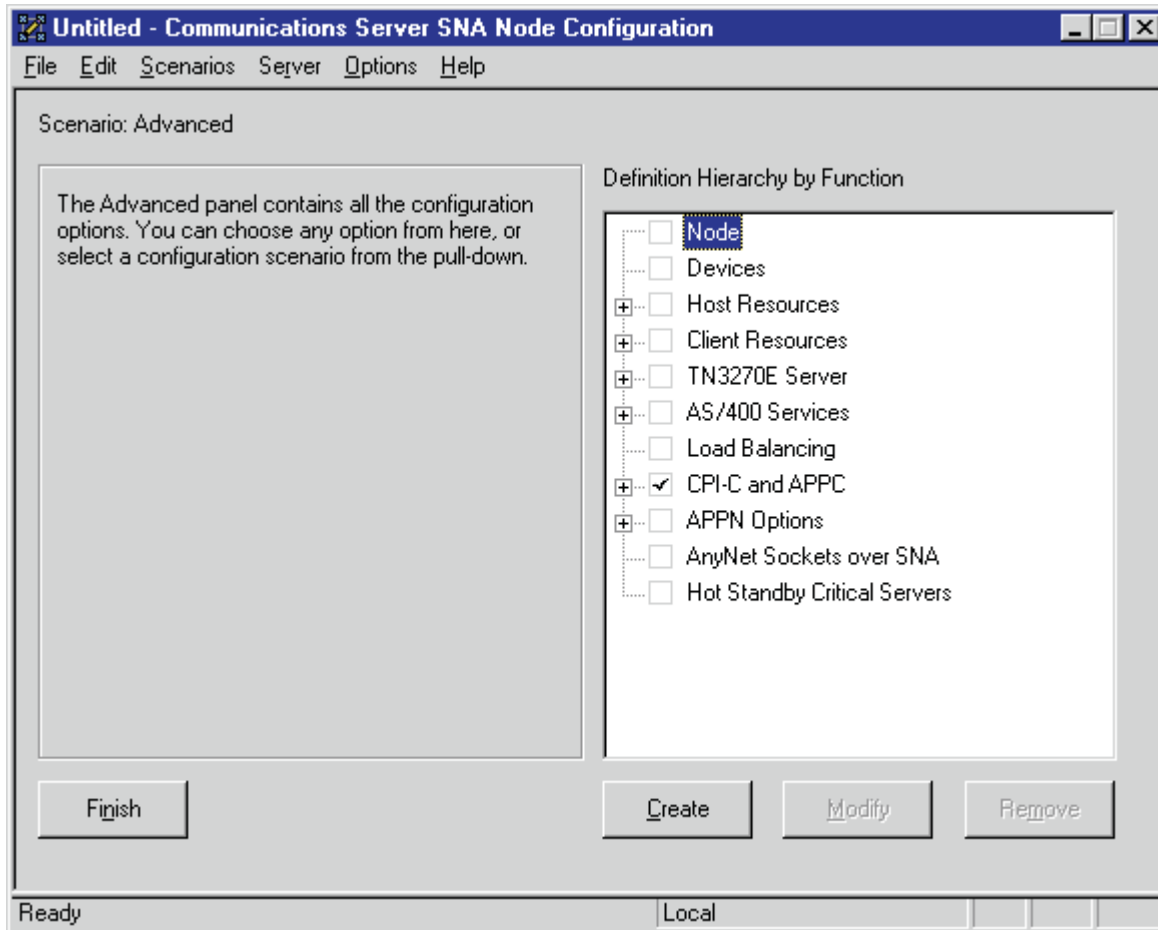 Untitled - Communications Server SNA Node Configuration
File Edit Scenarios Server Options Help
Scenario: Advanced
The Advanced panel contains all the configuration
options. You can choose any option from here, or
select a configuration scenario from the pull-down.
Definition Hierarchy by Function
Node
Devices
Host Resources
Client Resources
TN3270E Server
AS/400 Services
Load Balancing
CPI-C and APPC
APPN Options
AnyNet Sockets over SNA
Hot Standby Critical Servers
Finish
Create
Modify
Remove
Ready
Local